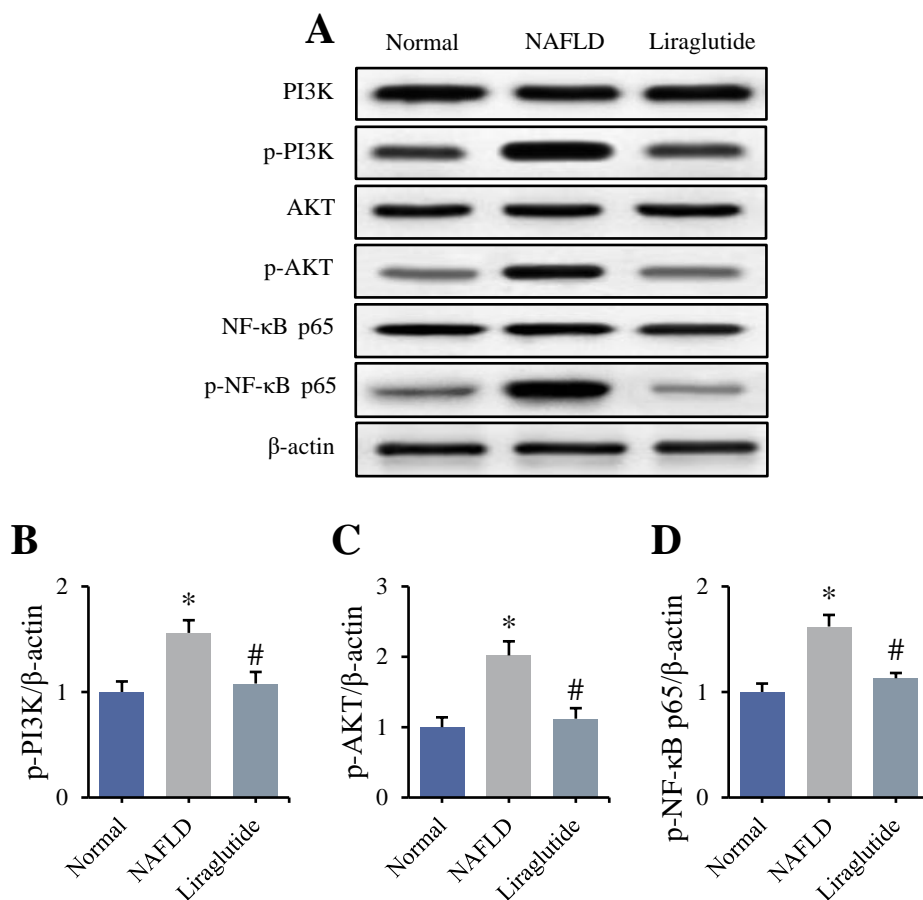 A
Normal NAFLD Liraglutide
PI3K
p-PI3K
AKT
p-AKT
NF-κB p65
p-NF-κB p65
β-actin
B
p-PI3K/β-actin
2
1
0
*
#
Normal
NAFLD
Liraglutide
C
p-AKT/β-actin
3
2
1
0
*
#
Normal
NAFLD
Liraglutide
D
p-NF-κB p65/β-actin
2
1
0
*
#
Normal
NAFLD
Liraglutide